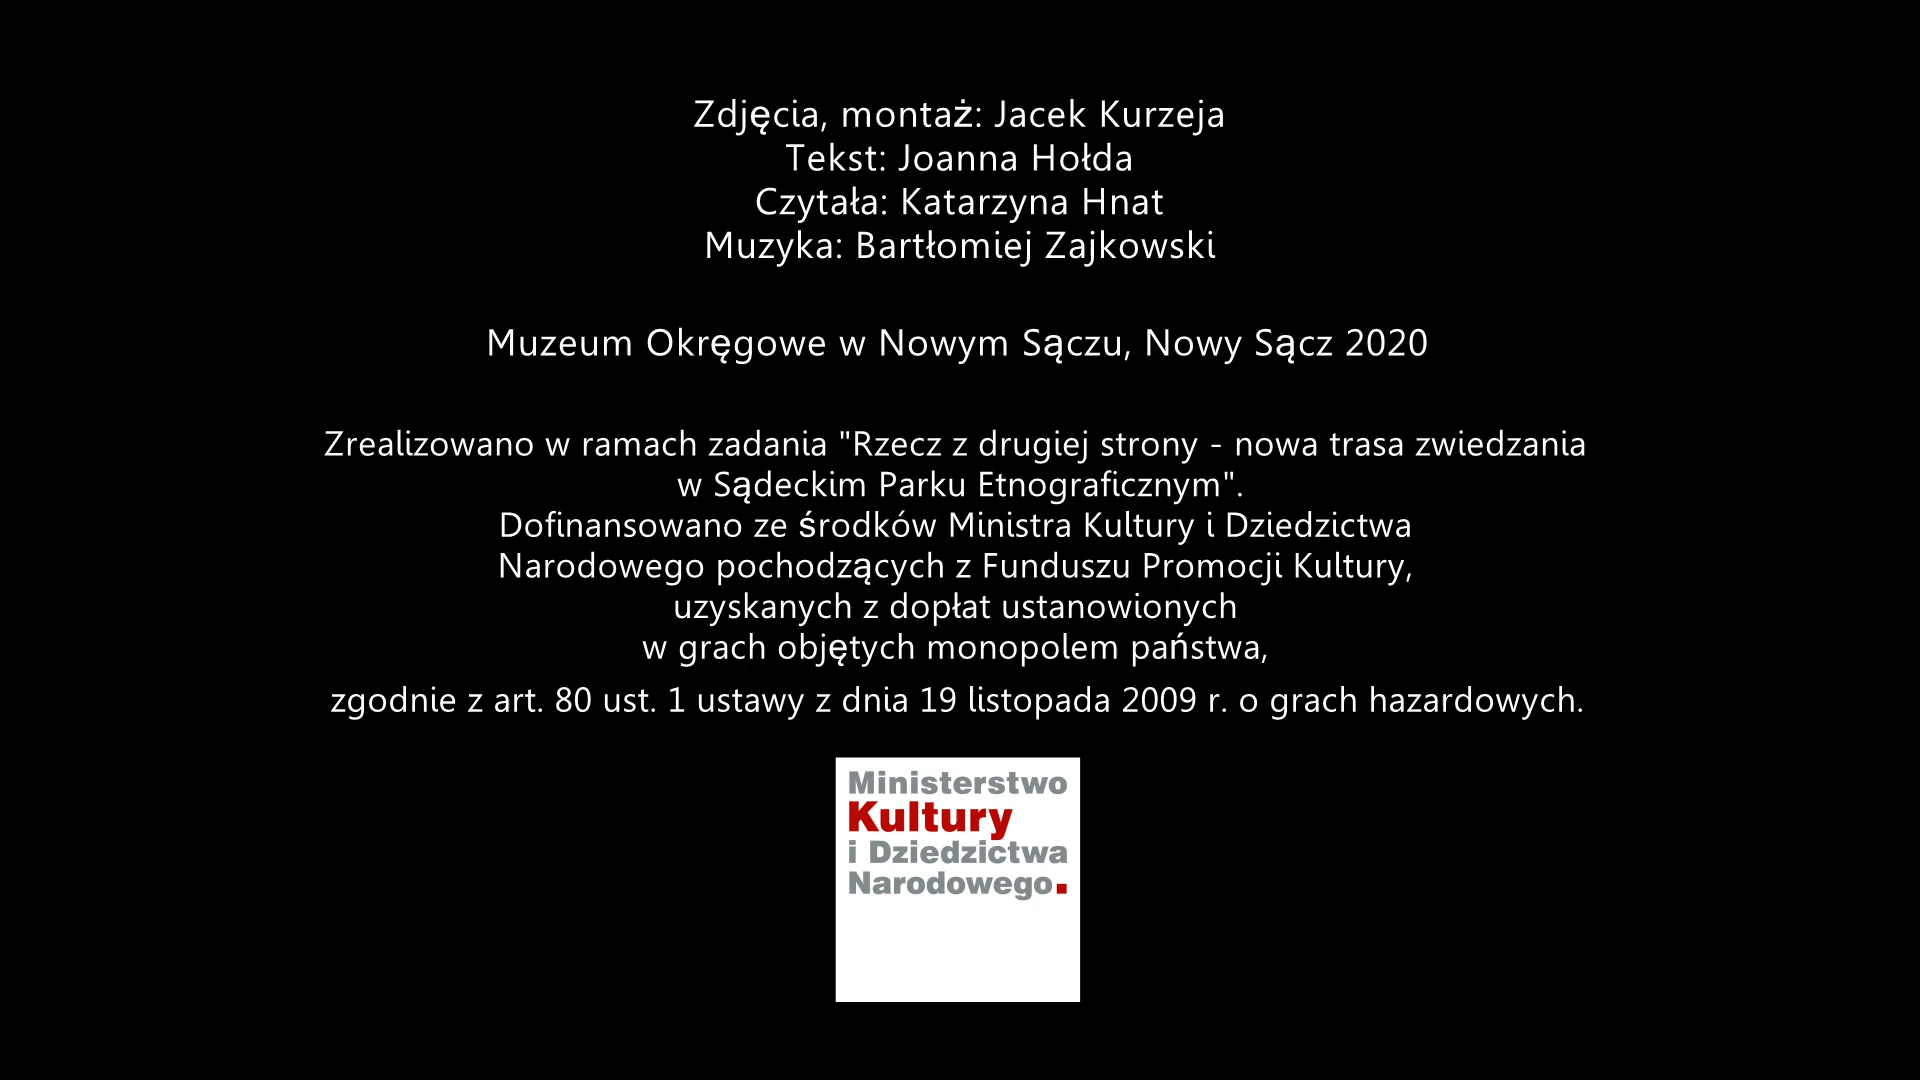 Zdjęcia, montaż: Jacek Kurzeja
Tekst: Joanna Hołda
Czytała: Katarzyna Hnat
Muzyka: Bartłomiej Zajkowski
Muzeum Okręgowe w Nowym Sączu, Nowy Sącz 2020
Zrealizowano w ramach zadania "Rzecz z drugiej strony - nowa trasa zwiedzania
w Sądeckim Parku Etnograficznym".
Dofinansowano ze środków Ministra Kultury i Dziedzictwa
Narodowego pochodzących z Funduszu Promocji Kultury,
uzyskanych z dopłat ustanowionych
w grach objętych monopolem państwa,
zgodnie z art. 80 ust. 1 ustawy z dnia 19 listopada 2009 r. o grach hazardowych.
Ministerstwo
Kultury
i Dziedzictwa
Narodowego.